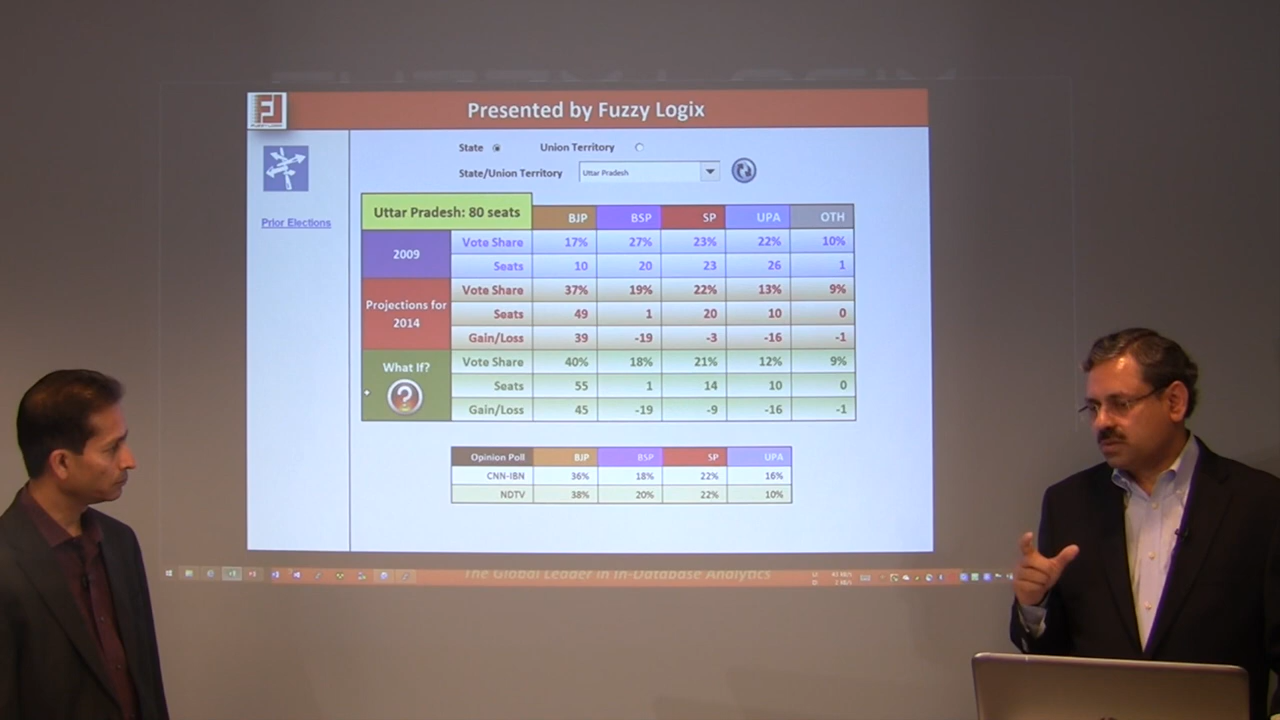 Presented by Fuzzy Logix
State Union Territory
State/Union Territory Uttar Pradesh
Prior Elections
Uttar Pradesh: 80 seats BJP BSP SP UPA OTH
2009 Vote Share 17% 27% 23% 22% 10%
Seats 10 20 23 26 1
Projections for 2014 Vote Share 37% 19% 22% 13% 9%
Seats 49 1 20 10 0
Gain/Loss 39 -19 -3 -16 -1
What If? Vote Share 40% 18% 21% 12% 9%
? Seats 55 1 14 10 0
Gain/Loss 45 -19 -9 -16 -1
Opinion Poll BJP BSP SP UPA
CNN-IBN 36% 18% 22% 16%
NDTV 38% 20% 22% 10%
The Global Leader in In-Database Analytics